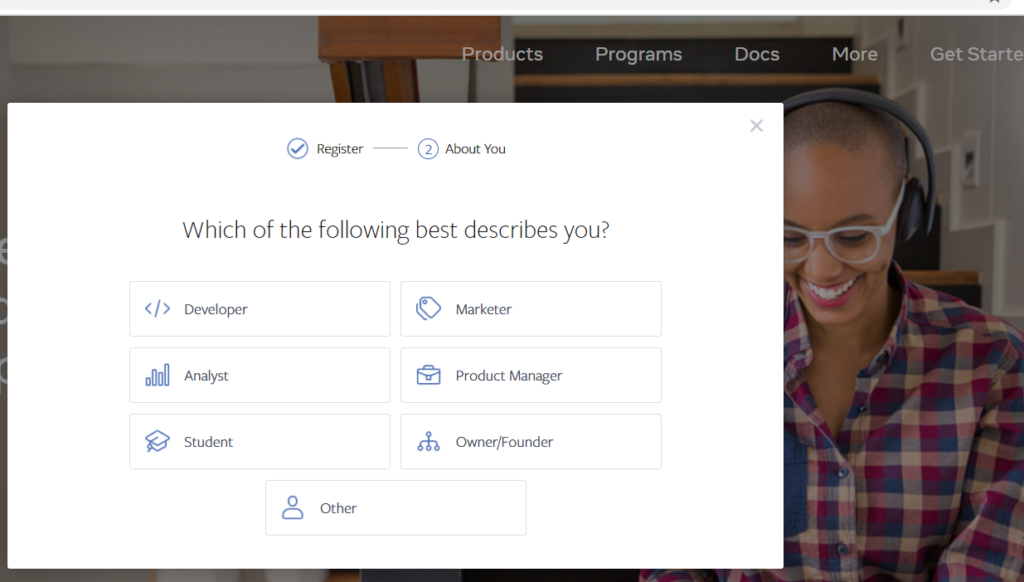 Products Programs Docs More Get Starte
Register 2 About You
Which of the following best describes you?
Developer Marketer
Analyst Product Manager
Student Owner/Founder
Other